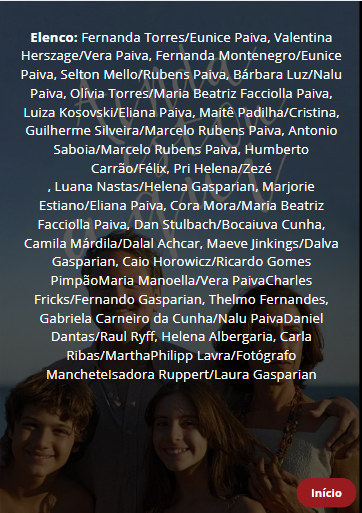 Elenco: Fernanda Torres/Eunice Paiva, Valentina
Herszage/Vera Paiva, Fernanda Montenegro/Eunice
Paiva, Selton Mello/Rubens Paiva, Bárbara Luz/Nalu
Paiva, Olívia Torres/Maria Beatriz Facciolla Paiva,
Luiza Kosovski/Eliana Paiva, Maitê Padilha/Cristina,
Guilherme Silveira/Marcelo Rubens Paiva, Antonio
Saboia/Marcelo Rubens Paiva, Humberto
Carrão/Félix, Pri Helena/Zezé
, Luana Nastas/Helena Gasparian, Marjorie
Estiano/Eliana Paiva, Cora Mora/Maria Beatriz
Facciolla Paiva, Dan Stulbach/Bocaiuva Cunha,
Camila Márdila/Dalal Achcar, Maeve Jinkings/Dalva
Gasparian, Caio Horowicz/Ricardo Gomes
PimpãoMaria Manoella/Vera PaivaCharles
Fricks/Fernando Gasparian, Thelmo Fernandes,
Gabriela Carneiro da Cunha/Nalu PaivaDaniel
Dantas/Raul Ryff, Helena Albergaria, Carla
Ribas/MarthaPhilipp Lavra/Fotógrafo
MancheteIsadora Ruppert/Laura Gasparian
Ainda
Estou
Aqui
Início